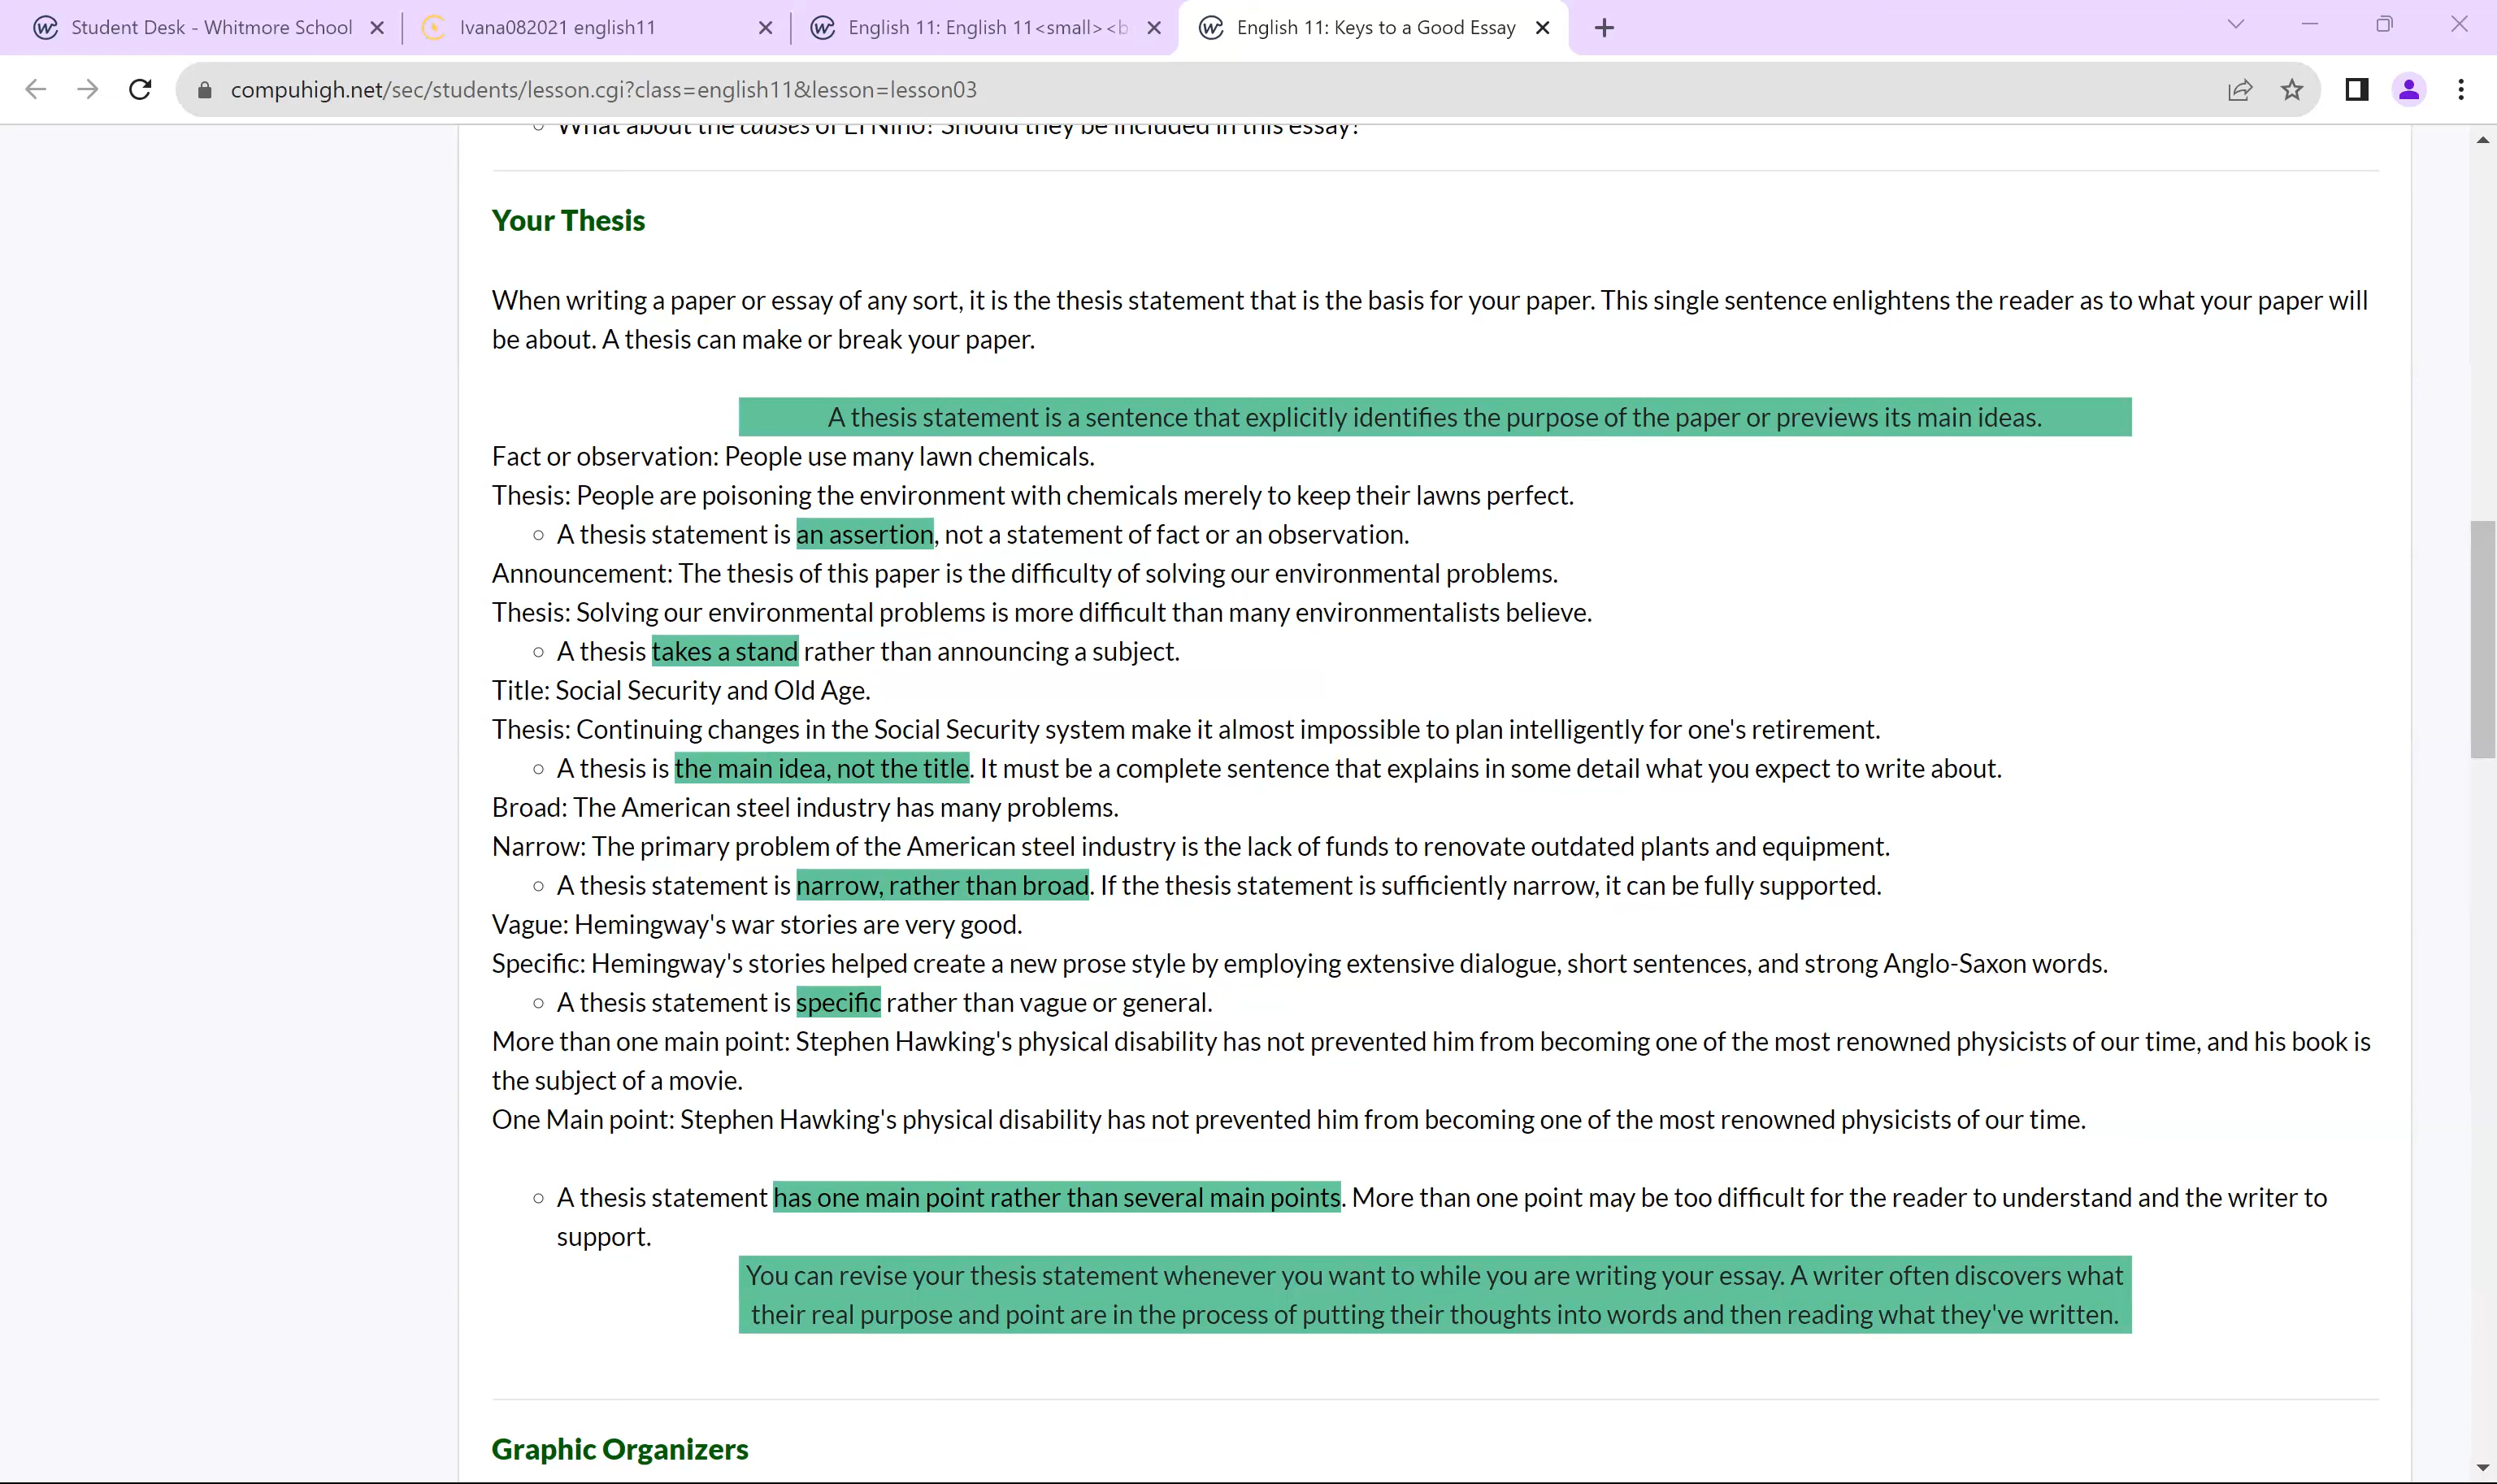 Student Desk - Whitmore School
Ivana082021 english11
English 11: English 11<small><b
English 11: Keys to a Good Essay
compuhigh.net/sec/students/lesson.cgi?class=english11&lesson=lesson03
What about the causes of El Nino? Should they be included in this essay?
Your Thesis
When writing a paper or essay of any sort, it is the thesis statement that is the basis for your paper. This single sentence enlightens the reader as to what your paper will
be about. A thesis can make or break your paper.
A thesis statement is a sentence that explicitly identifies the purpose of the paper or previews its main ideas.
Fact or observation: People use many lawn chemicals.
Thesis: People are poisoning the environment with chemicals merely to keep their lawns perfect.
A thesis statement is an assertion, not a statement of fact or an observation.
Announcement: The thesis of this paper is the difficulty of solving our environmental problems.
Thesis: Solving our environmental problems is more difficult than many environmentalists believe.
A thesis takes a stand rather than announcing a subject.
Title: Social Security and Old Age.
Thesis: Continuing changes in the Social Security system make it almost impossible to plan intelligently for one's retirement.
A thesis is the main idea, not the title. It must be a complete sentence that explains in some detail what you expect to write about.
Broad: The American steel industry has many problems.
Narrow: The primary problem of the American steel industry is the lack of funds to renovate outdated plants and equipment.
A thesis statement is narrow, rather than broad. If the thesis statement is sufficiently narrow, it can be fully supported.
Vague: Hemingway's war stories are very good.
Specific: Hemingway's stories helped create a new prose style by employing extensive dialogue, short sentences, and strong Anglo-Saxon words.
A thesis statement is specific rather than vague or general.
More than one main point: Stephen Hawking's physical disability has not prevented him from becoming one of the most renowned physicists of our time, and his book is
the subject of a movie.
One Main point: Stephen Hawking's physical disability has not prevented him from becoming one of the most renowned physicists of our time.
A thesis statement has one main point rather than several main points. More than one point may be too difficult for the reader to understand and the writer to
support.
You can revise your thesis statement whenever you want to while you are writing your essay. A writer often discovers what
their real purpose and point are in the process of putting their thoughts into words and then reading what they've written.
Graphic Organizers